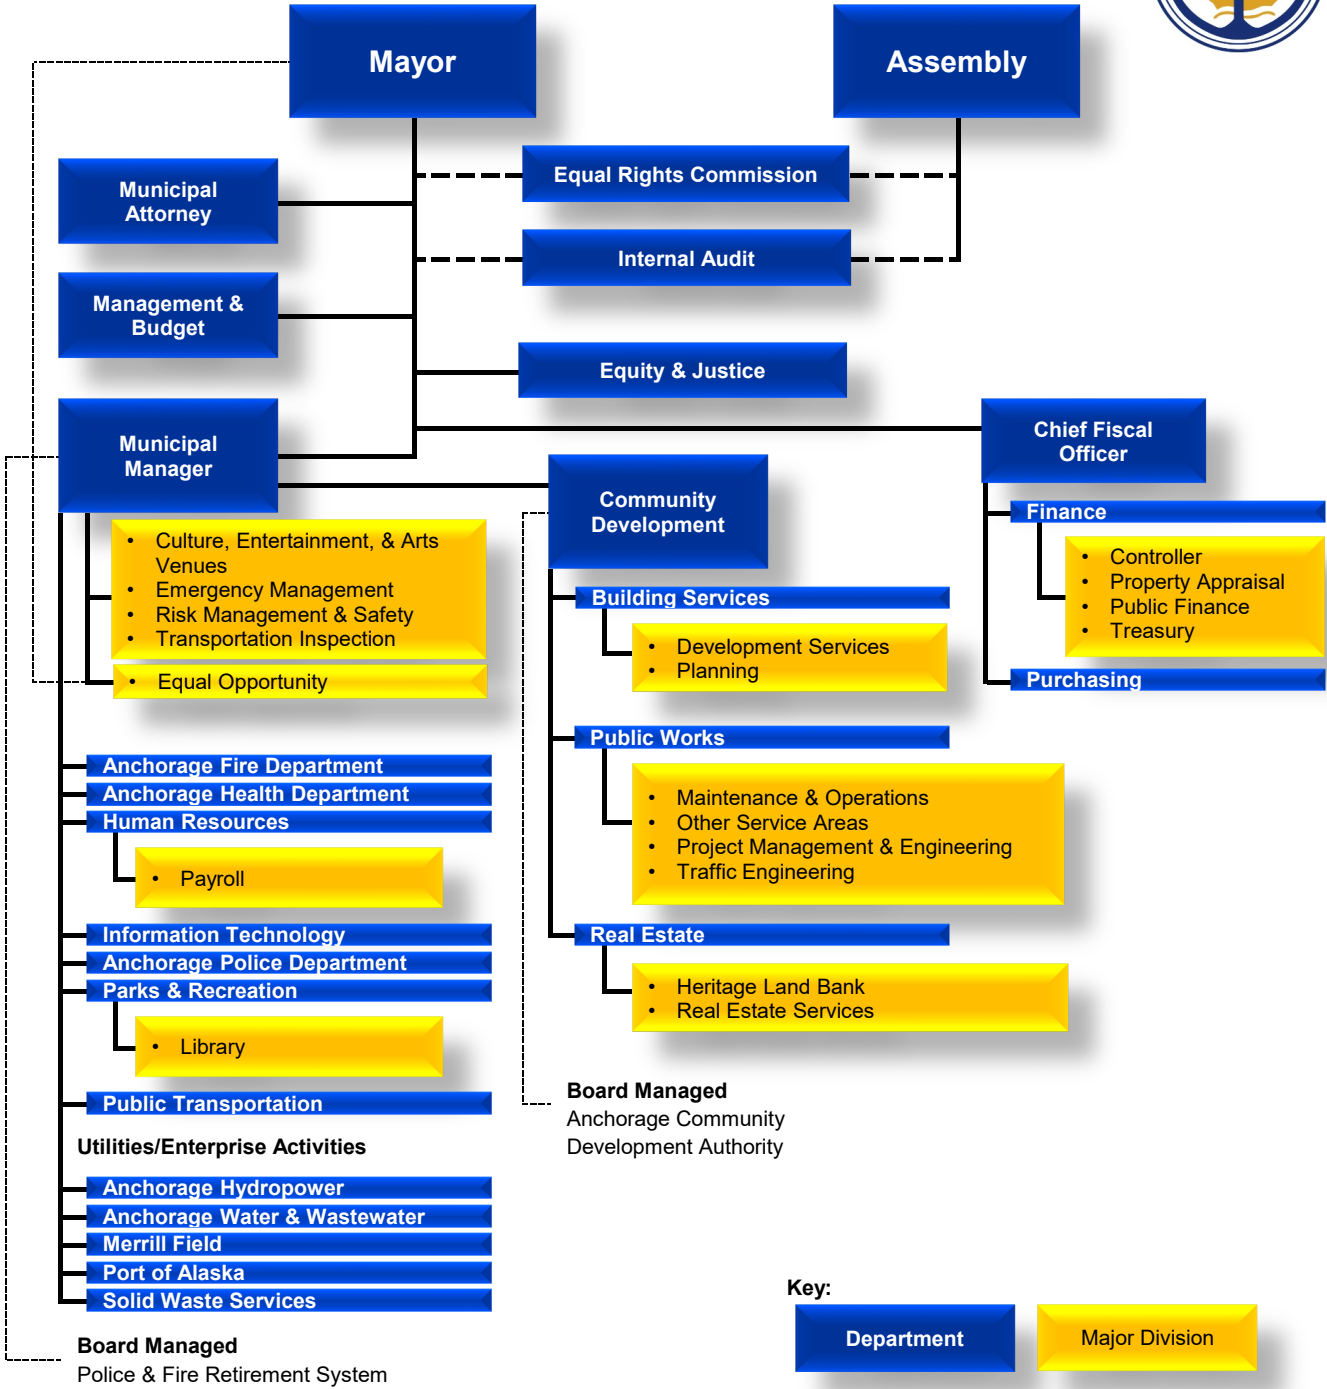 Mayor
Assembly
Equal Rights Commission
Municipal
Attorney
Internal Audit
Management &
Budget
Equity & Justice
Municipal
Manager
Chief Fiscal
Officer
Community
Development
Finance
• Controller
• Property Appraisal
• Public Finance
• Treasury
Purchasing
• Culture, Entertainment, & Arts
Venues
• Emergency Management
• Risk Management & Safety
• Transportation Inspection
• Equal Opportunity
Building Services
• Development Services
• Planning
Public Works
• Maintenance & Operations
• Other Service Areas
• Project Management & Engineering
• Traffic Engineering
Real Estate
• Heritage Land Bank
• Real Estate Services
Board Managed
Anchorage Community
Development Authority
Anchorage Fire Department
Anchorage Health Department
Human Resources
• Payroll
Information Technology
Anchorage Police Department
Parks & Recreation
• Library
Public Transportation
Utilities/Enterprise Activities
Anchorage Hydropower
Anchorage Water & Wastewater
Merrill Field
Port of Alaska
Solid Waste Services
Board Managed
Police & Fire Retirement System
Key:
Department
Major Division